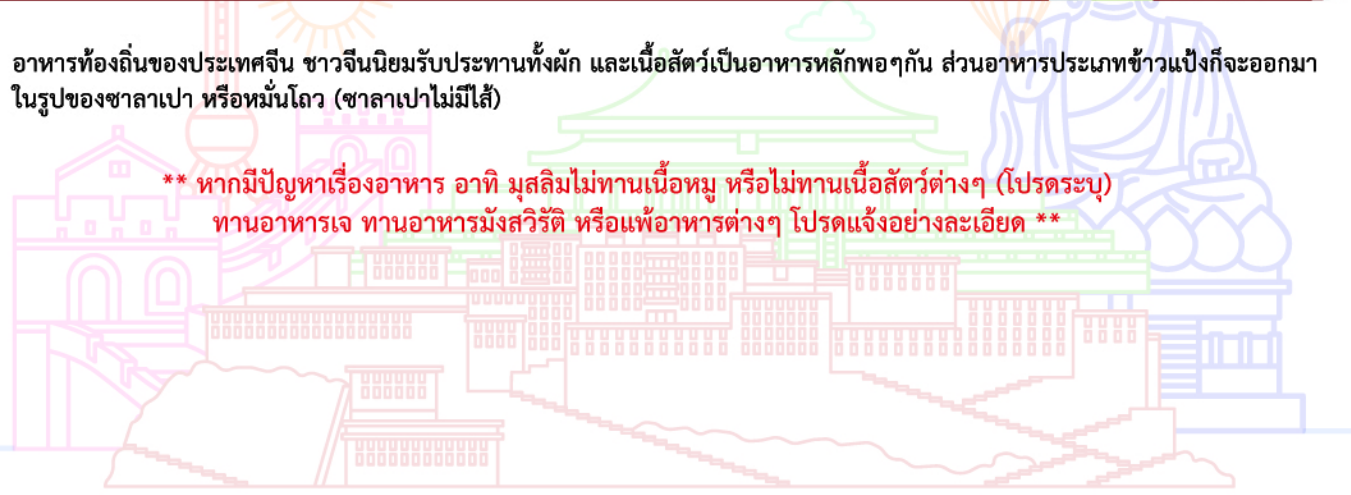 อาหารท้องถิ่นของประเทศจีน ชาวจีนนิยมรับประทานทั้งผัก และเนื้อสัตว์เป็นอาหารหลักพอๆกัน ส่วนอาหารประเภทข้าวแป้งก็จะออกมา
ในรูปของซาลาเปา หรือหมั่นโถว (ซาลาเปาไม่มีไส้)
** หากมีปัญหาเรื่องอาหาร อาทิ มุสลิมไม่ทานเนื้อหมู หรือไม่ทานเนื้อสัตว์ต่างๆ (โปรดระบุ)
ทานอาหารเจ ทานอาหารมังสวิรัติ หรือแพ้อาหารต่างๆ โปรดแจ้งอย่างละเอียด **